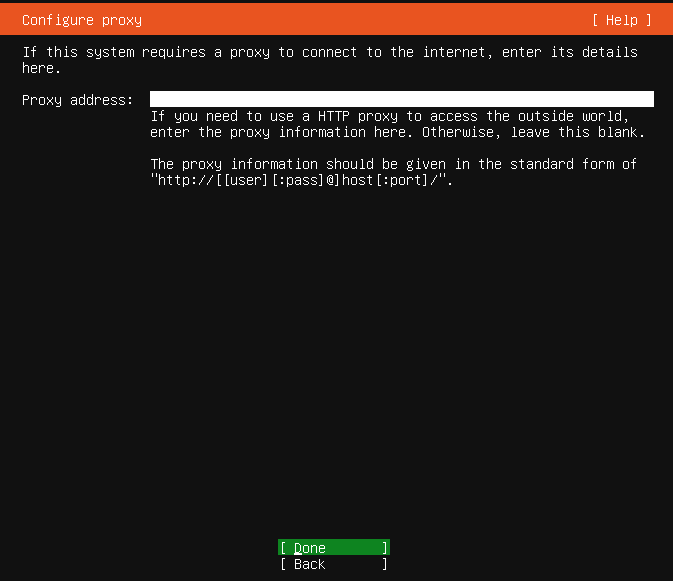 Configure proxy [ Help ]
If this system requires a proxy to connect to the internet, enter its details
here.
Proxy address:
If you need to use a HTTP proxy to access the outside world,
enter the proxy information here. Otherwise, leave this blank.
The proxy information should be given in the standard form of
"http://[[user][:pass]@]host[:port]/".
[ Done ]
[ Back ]